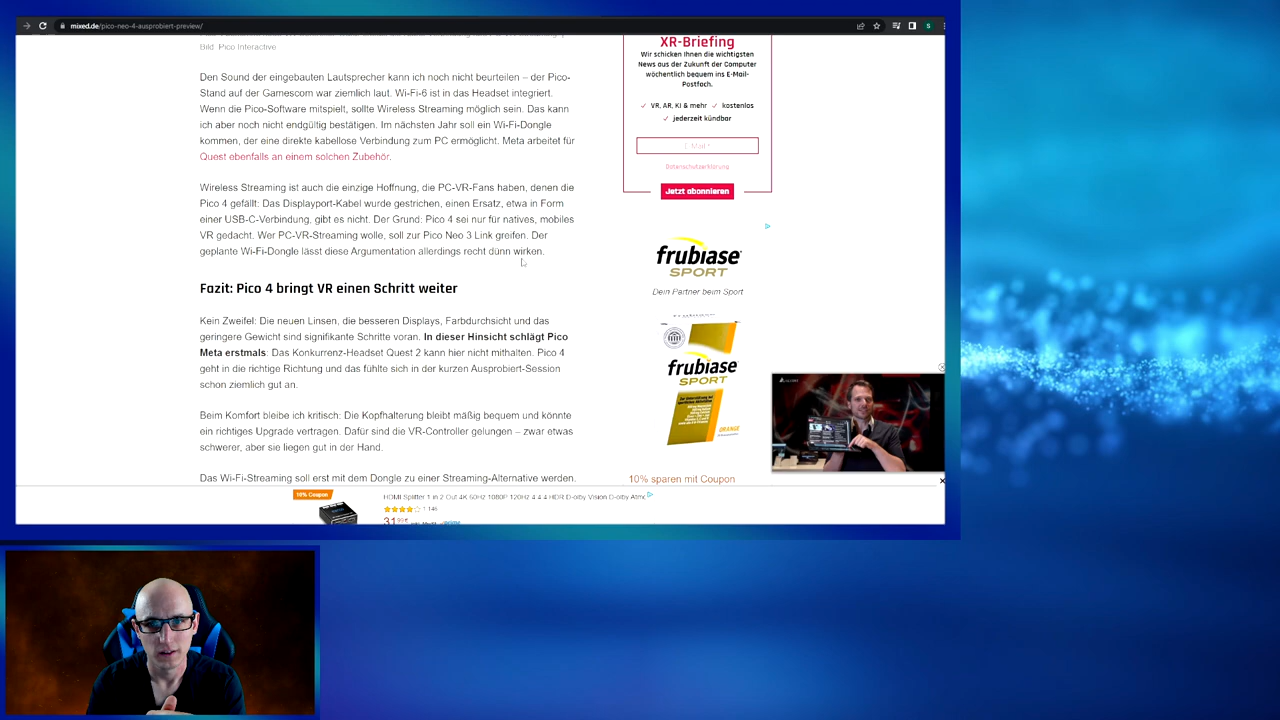 mixed.de/pico-neo-4-ausprobiert-preview/
S
Bild: Pico Interactive
Den Sound der eingebauten Lautsprecher kann ich noch nicht beurteilen – der Pico-
Stand auf der Gamescom war ziemlich laut. Wi-Fi-6 ist in das Headset integriert.
Wenn die Pico-Software mitspielt, sollte Wireless Streaming möglich sein. Das kann
ich aber noch nicht endgültig bestätigen. Im nächsten Jahr soll ein Wi-Fi-Dongle
kommen, der eine direkte kabellose Verbindung zum PC ermöglicht. Meta arbeitet für
Quest ebenfalls an einem solchen Zubehör.
Wireless Streaming ist auch die einzige Hoffnung, die PC-VR-Fans haben, denen die
Pico 4 gefällt: Das Displayport-Kabel wurde gestrichen, einen Ersatz, etwa in Form
einer USB-C-Verbindung, gibt es nicht. Der Grund: Pico 4 sei nur für natives, mobiles
VR gedacht. Wer PC-VR-Streaming wolle, soll zur Pico Neo 3 Link greifen. Der
geplante Wi-Fi-Dongle lässt diese Argumentation allerdings recht dünn wirken.
Fazit: Pico 4 bringt VR einen Schritt weiter
Kein Zweifel: Die neuen Linsen, die besseren Displays, Farbdurchsicht und das
geringere Gewicht sind signifikante Schritte voran. In dieser Hinsicht schlägt Pico
Meta erstmals: Das Konkurrenz-Headset Quest 2 kann hier nicht mithalten. Pico 4
geht in die richtige Richtung und das fühlte sich in der kurzen Ausprobiert-Session
schon ziemlich gut an.
Beim Komfort bleibe ich kritisch: Die Kopfhalterung bleibt mäßig bequem und könnte
ein richtiges Upgrade vertragen. Dafür sind die VR-Controller gelungen – zwar etwas
schwerer, aber sie liegen gut in der Hand.
Das Wi-Fi-Streaming soll erst mit dem Dongle zu einer Streaming-Alternative werden.
XR-Briefing
Wir schicken Ihnen die wichtigsten
News aus der Zukunft der Computer
wöchentlich bequem ins E-Mail-
Postfach.
✓ VR, AR, KI & mehr ✓ kostenlos
✓ jederzeit kündbar
E-Mail *
Datenschutzerklärung
Jetzt abonnieren
frubiase
SPORT
Dein Partner beim Sport
frubiase
SPORT
ORANGE
10% sparen mit Coupon
10% Coupon
HDMI Splitter 1 in 2 Out 4K 60Hz 1080P 120Hz 4:4:4 HDR Dolby Vision Dolby Atmo
1.148
31